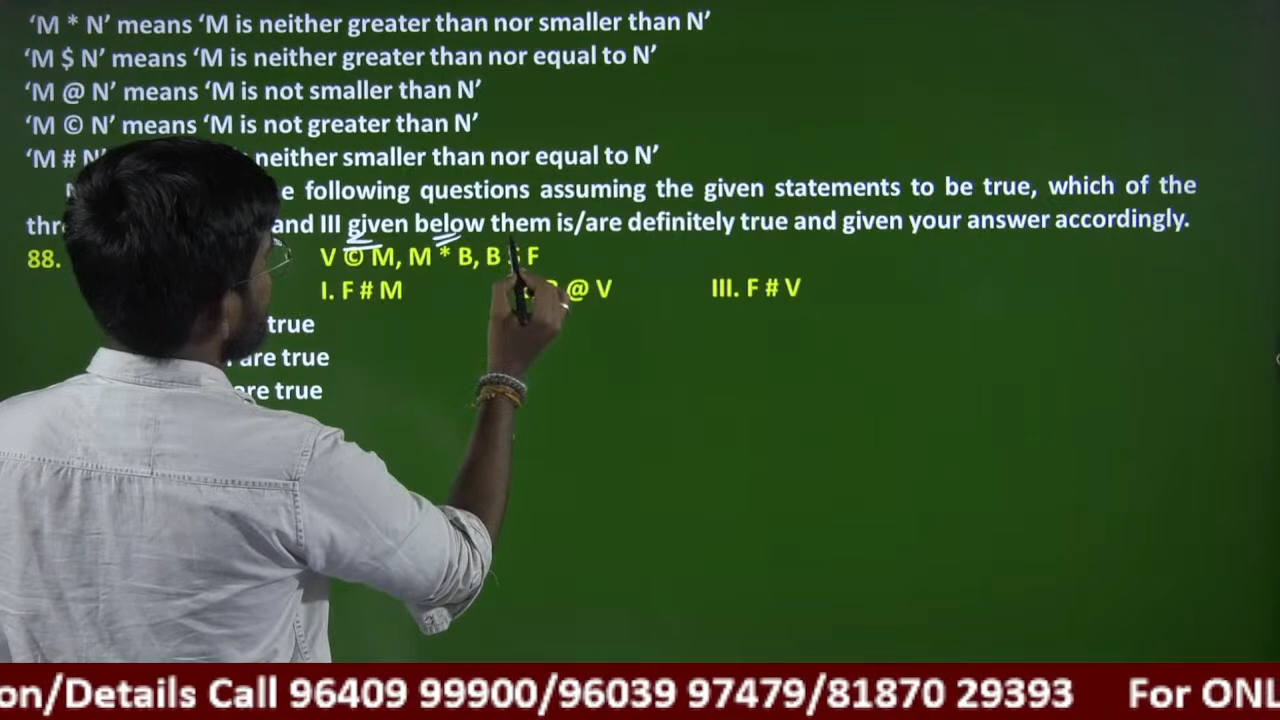 ‘M * N’ means ‘M is neither greater than nor smaller than N’
‘M $ N’ means ‘M is neither greater than nor equal to N’
‘M @ N’ means ‘M is not smaller than N’
‘M © N’ means ‘M is not greater than N’
‘M # N’ neither smaller than nor equal to N’
following questions assuming the given statements to be true, which of the
and III given below them is/are definitely true and given your answer accordingly.
88. V © M, M * B, B F
I. F # M @ V III. F # V
true
are true
are true
on/Details Call 96409 99900/96039 97479/81870 29393 For ONL